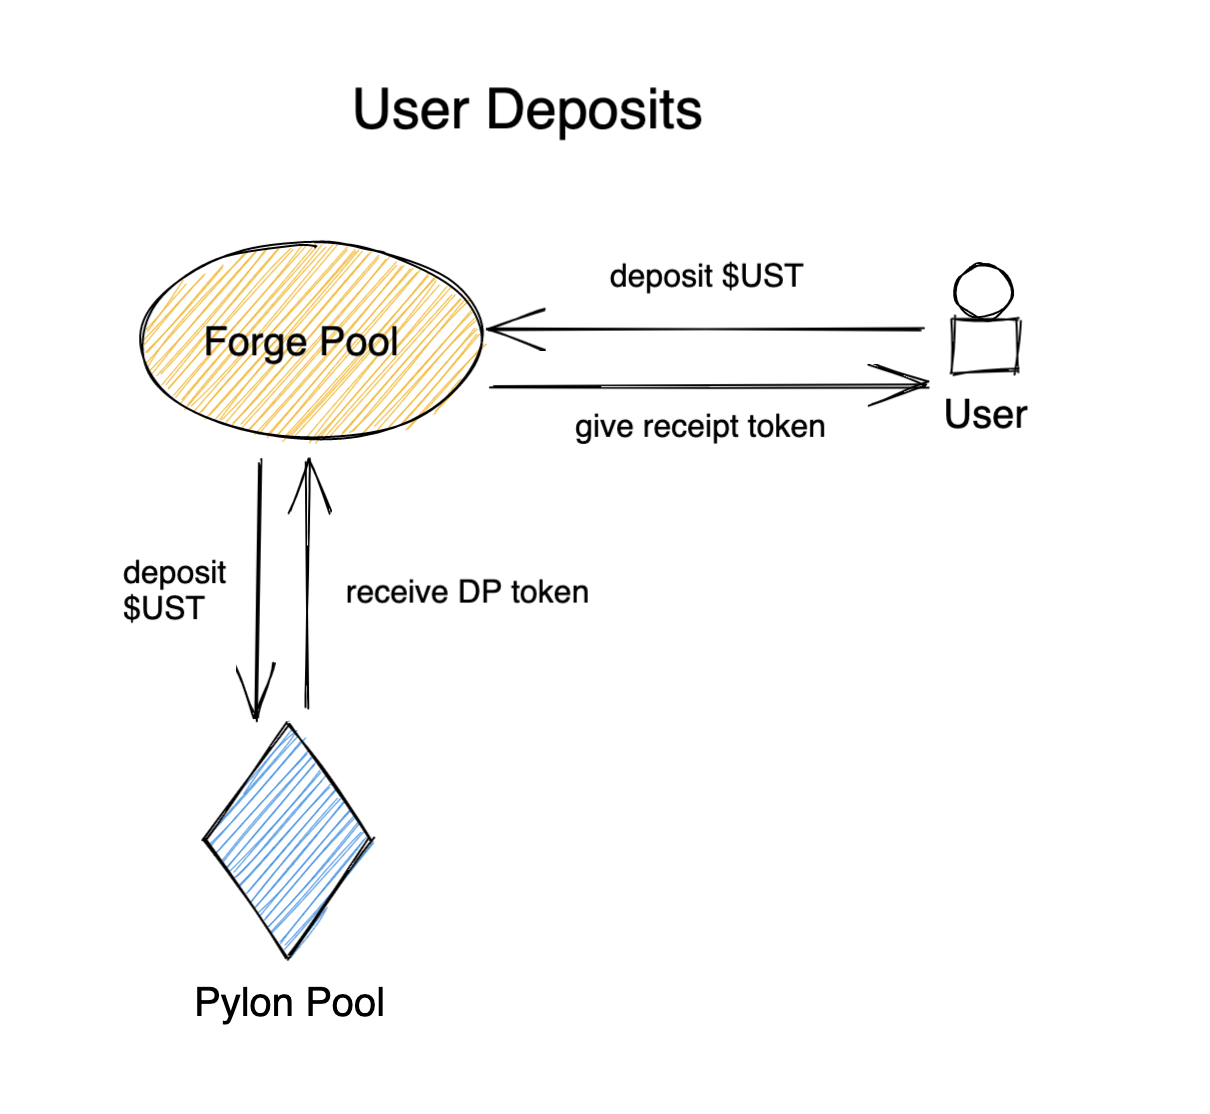 User Deposits
deposit $UST
Forge Pool
give receipt token
User
deposit
$UST
receive DP token
Pylon Pool